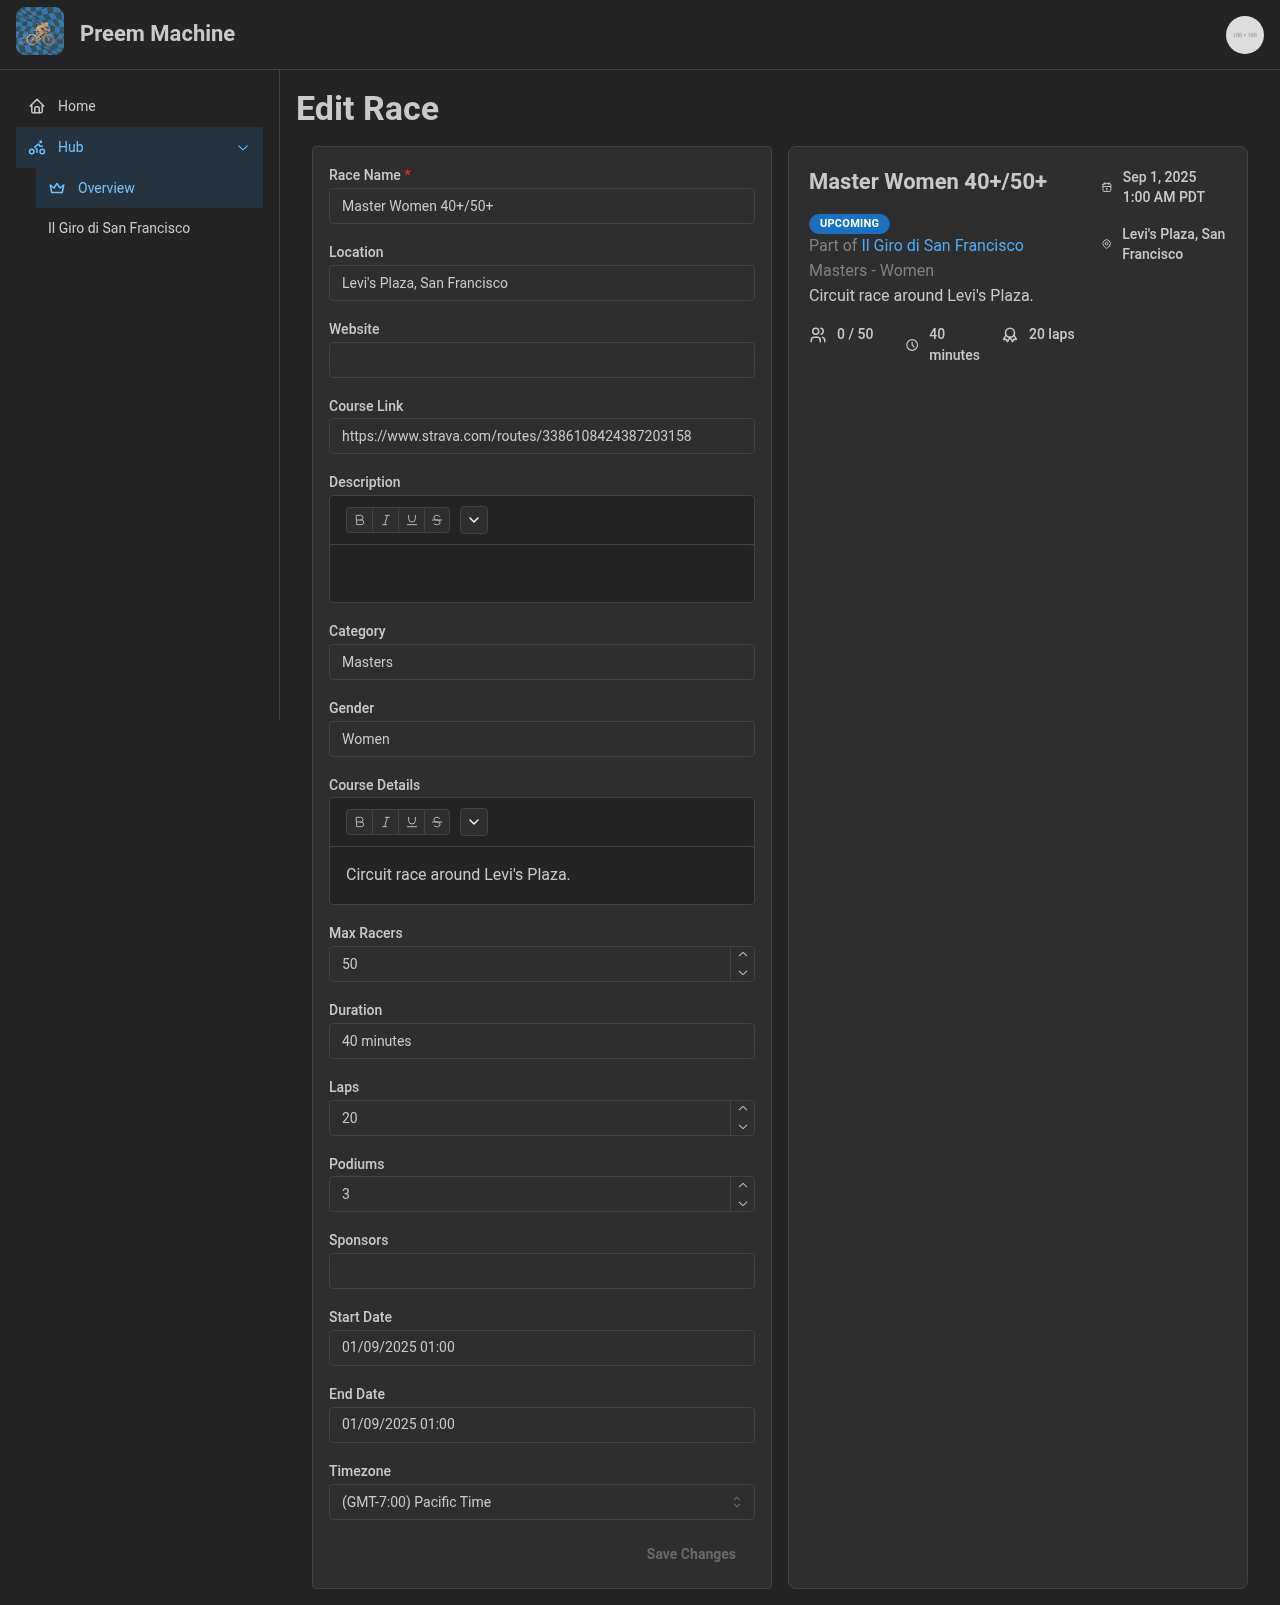 Preem Machine
100 × 100
Home
Hub
Overview
Il Giro di San Francisco
Edit Race
Race Name *
Master Women 40+/50+
Location
Levi's Plaza, San Francisco
Website
Course Link
https://www.strava.com/routes/3386108424387203158
Description
Category
Masters
Gender
Women
Course Details
Circuit race around Levi's Plaza.
Max Racers
50
Duration
40 minutes
Laps
20
Podiums
3
Sponsors
Start Date
01/09/2025 01:00
End Date
01/09/2025 01:00
Timezone
(GMT-7:00) Pacific Time
Save Changes
Master Women 40+/50+
UPCOMING
Part of Il Giro di San Francisco
Masters - Women
Circuit race around Levi's Plaza.
0 / 50
40
minutes
20 laps
Sep 1, 2025
1:00 AM PDT
Levi's Plaza, San
Francisco